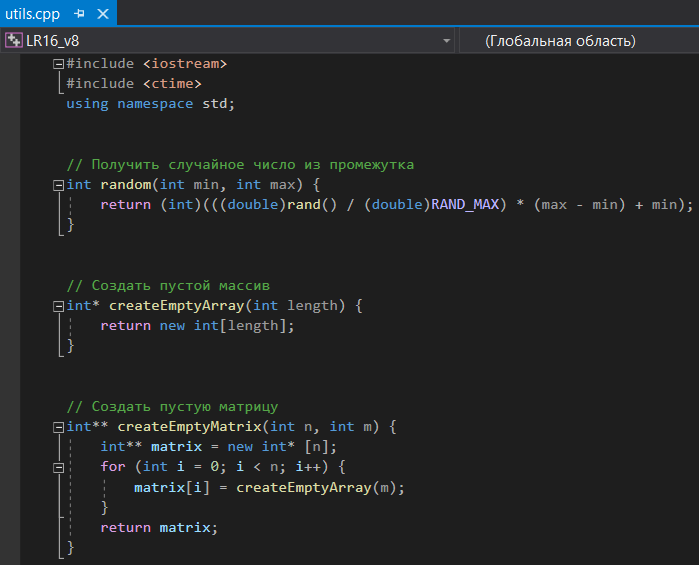 utils.cpp
LR16_v8 (Глобальная область)
#include <iostream>
#include <ctime>
using namespace std;
// Получить случайное число из промежутка
int random(int min, int max) {
return (int)(((double)rand() / (double)RAND_MAX) * (max - min) + min);
}
// Создать пустой массив
int* createEmptyArray(int length) {
return new int[length];
}
// Создать пустую матрицу
int** createEmptyMatrix(int n, int m) {
int** matrix = new int* [n];
for (int i = 0; i < n; i++) {
matrix[i] = createEmptyArray(m);
}
return matrix;
}